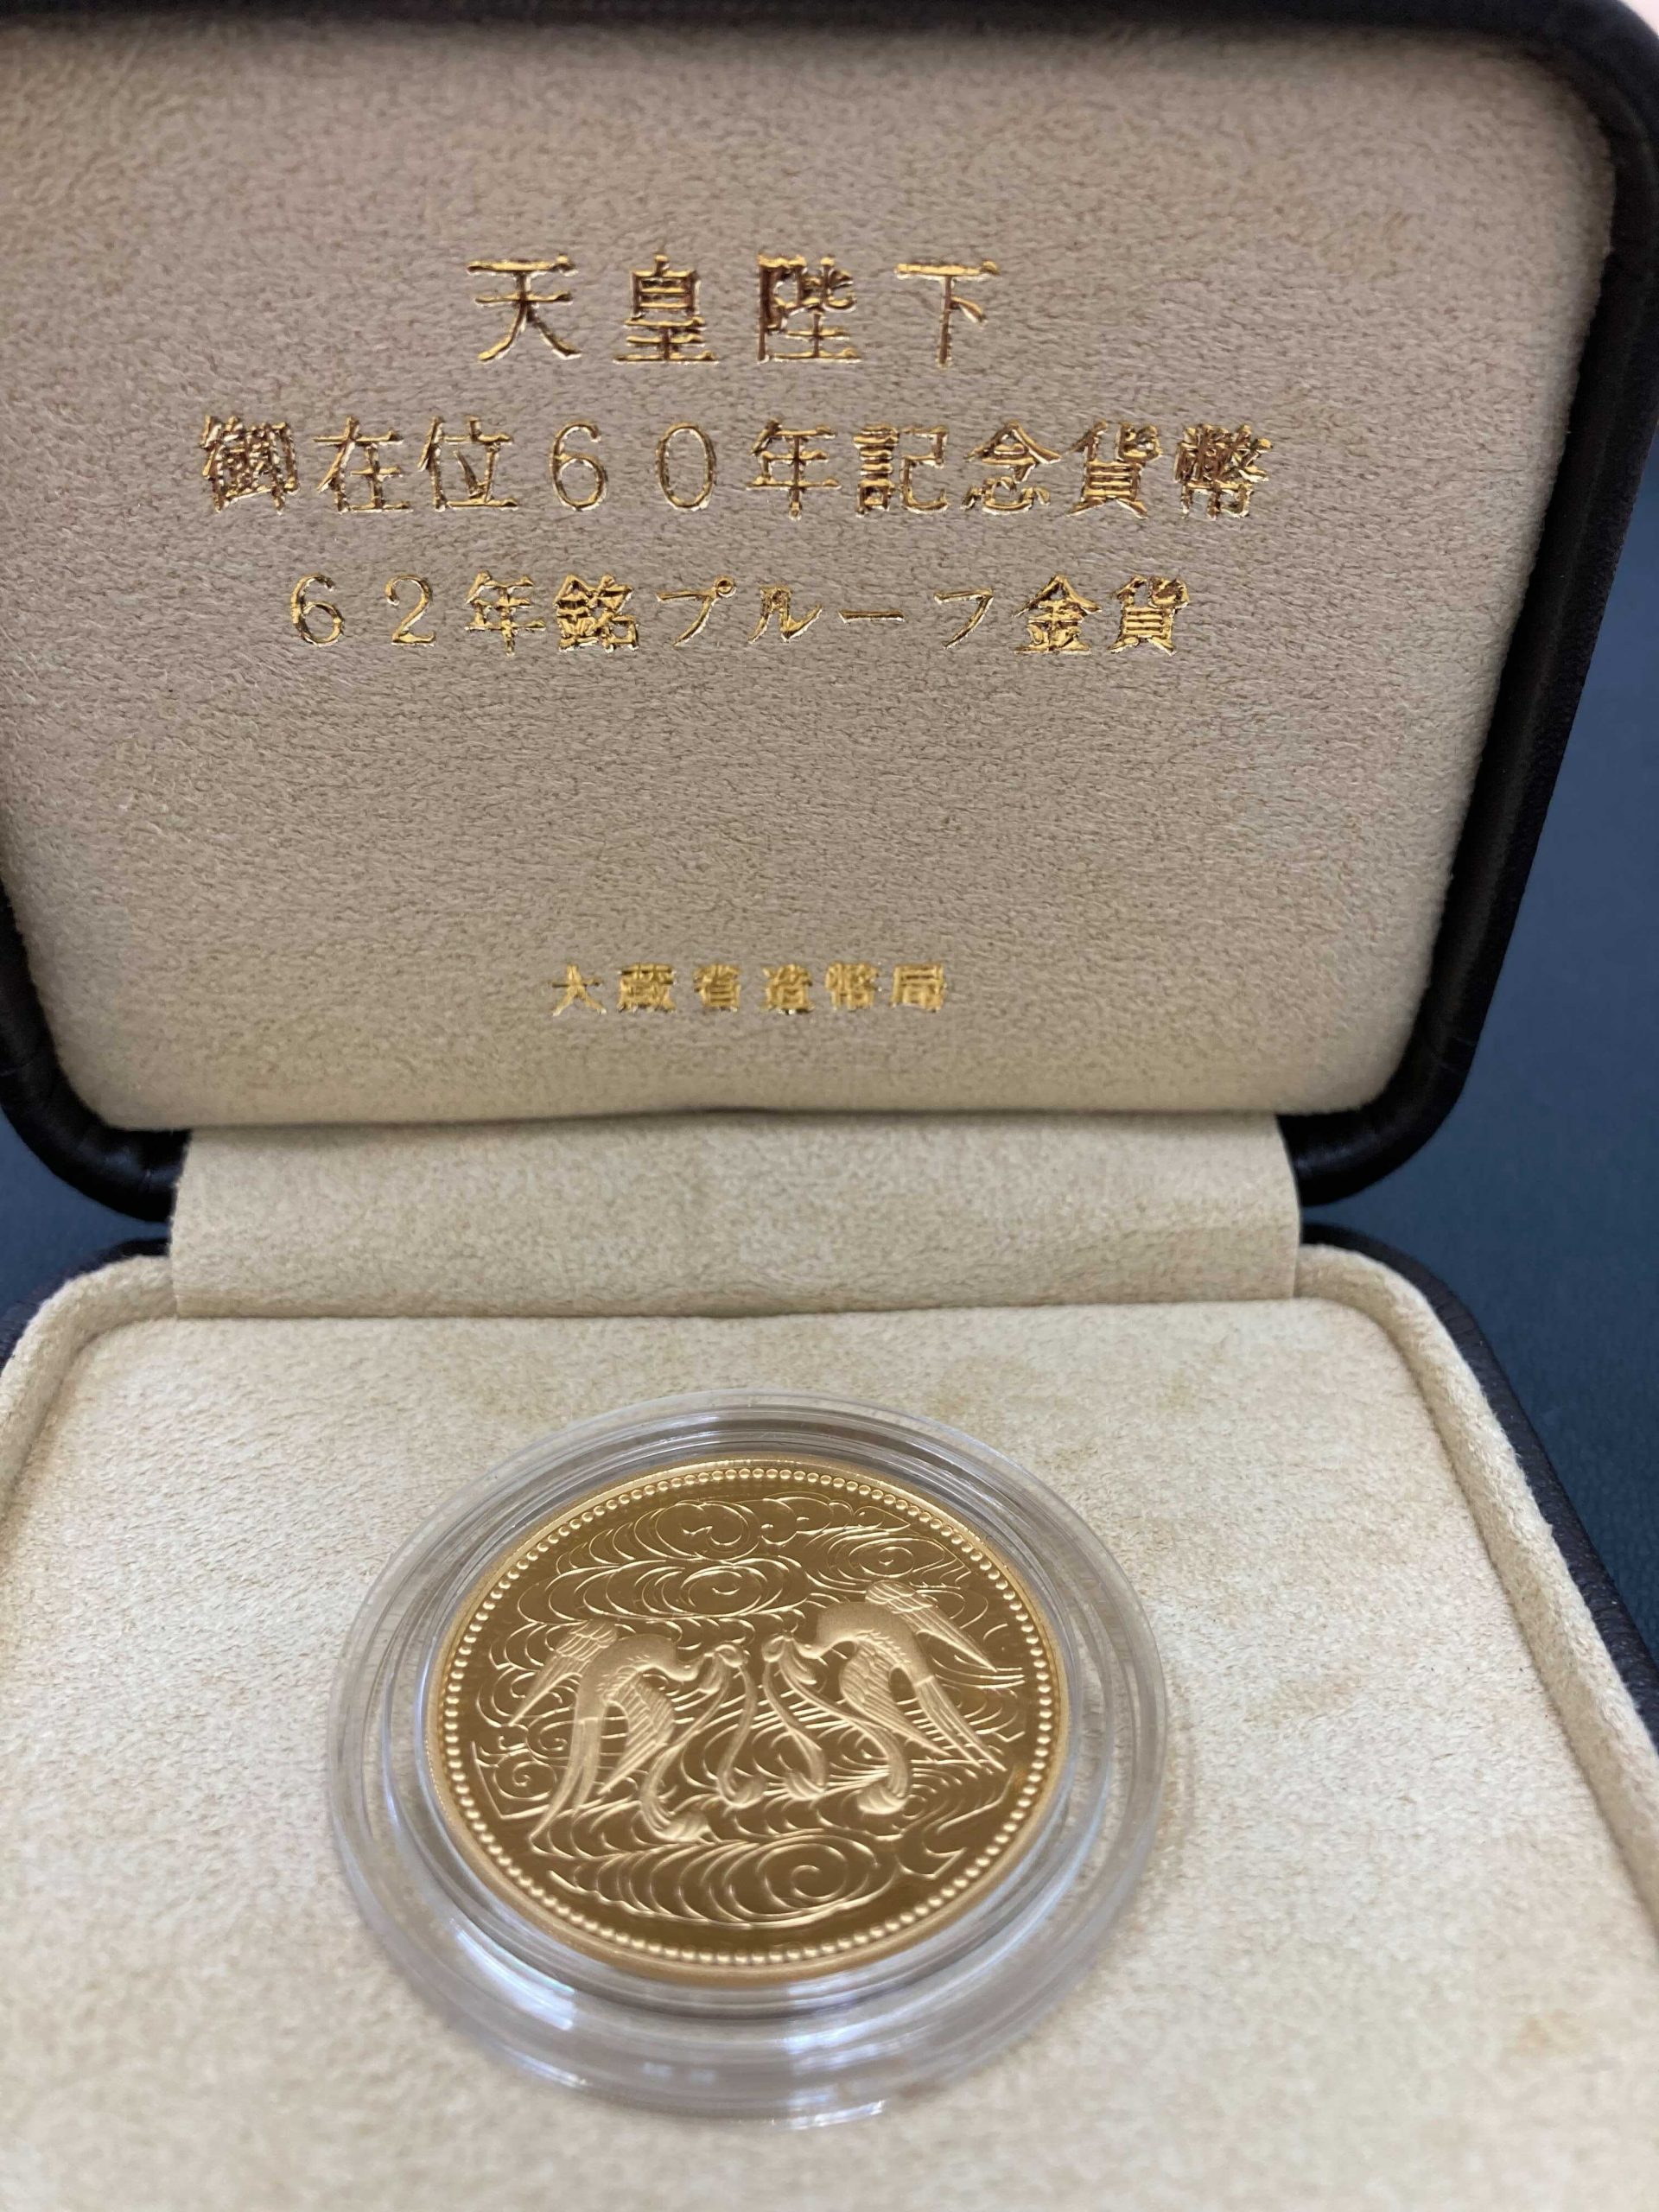 天皇陛下
御在位60年記念貨幣
62年銘プルーフ金貨
大蔵省造幣局